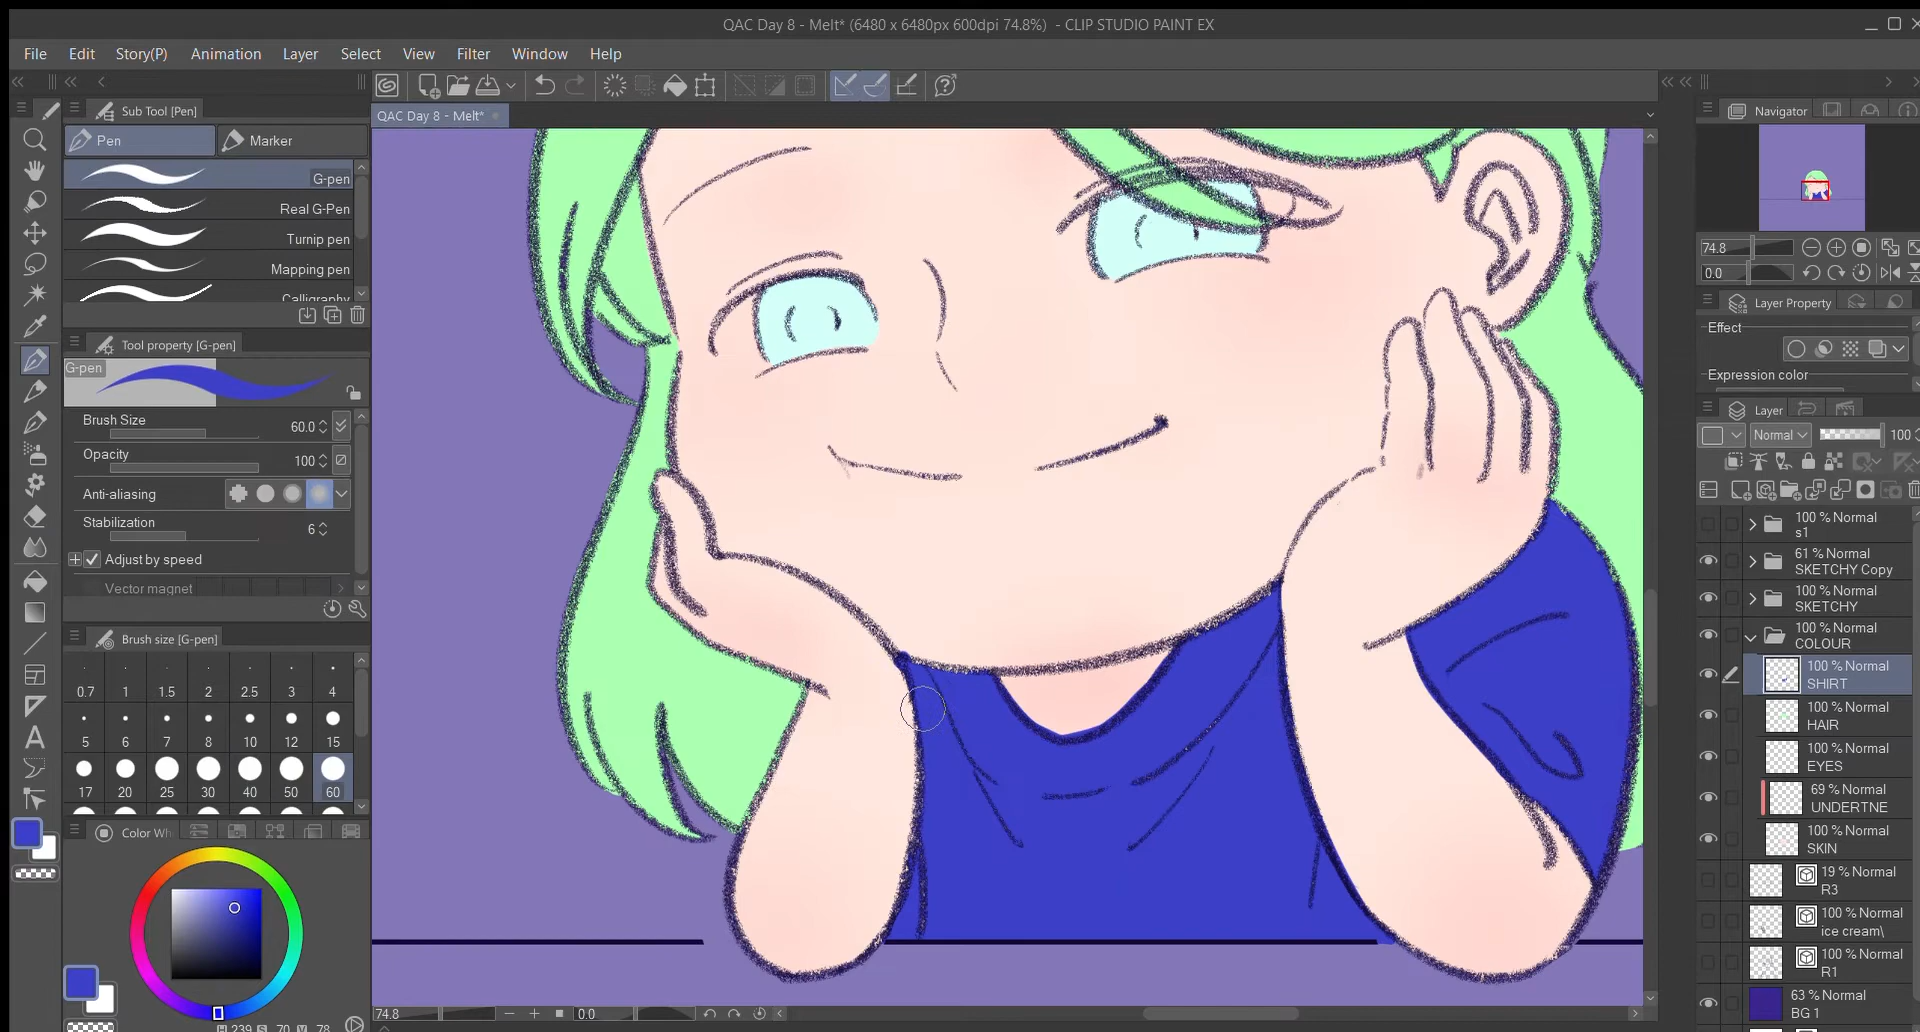 QAC Day 8 - Melt* (6480 x 6480px 600dpi 74.8%) - CLIP STUDIO PAINT EX
File Edit Story(P) Animation Layer Select View Filter Window Help
Sub Tool [Pen]
Pen Marker
G-pen
Real G-Pen
Turnip pen
Mapping pen
Calligraphy
Tool property [G-pen]
G-pen
Brush Size 60.0
Opacity 100
Anti-aliasing
Stabilization 6
Adjust by speed
Vector magnet
Brush size [G-pen]
0.7 1 1.5 2 2.5 3 4
5 6 7 8 10 12 15
17 20 25 30 40 50 60
Color Wh
H 239 S 70 V 78
QAC Day 8 - Melt*
74.8 0.0
Navigator
74.8
0.0
Layer Property
Effect
Expression color
Layer
Normal 100
100 % Normal
s1
61 % Normal
SKETCHY Copy
100 % Normal
SKETCHY
100 % Normal
COLOUR
100 % Normal
SHIRT
100 % Normal
HAIR
100 % Normal
EYES
69 % Normal
UNDERTNE
100 % Normal
SKIN
19 % Normal
R3
100 % Normal
ice cream\
100 % Normal
R1
63 % Normal
BG 1